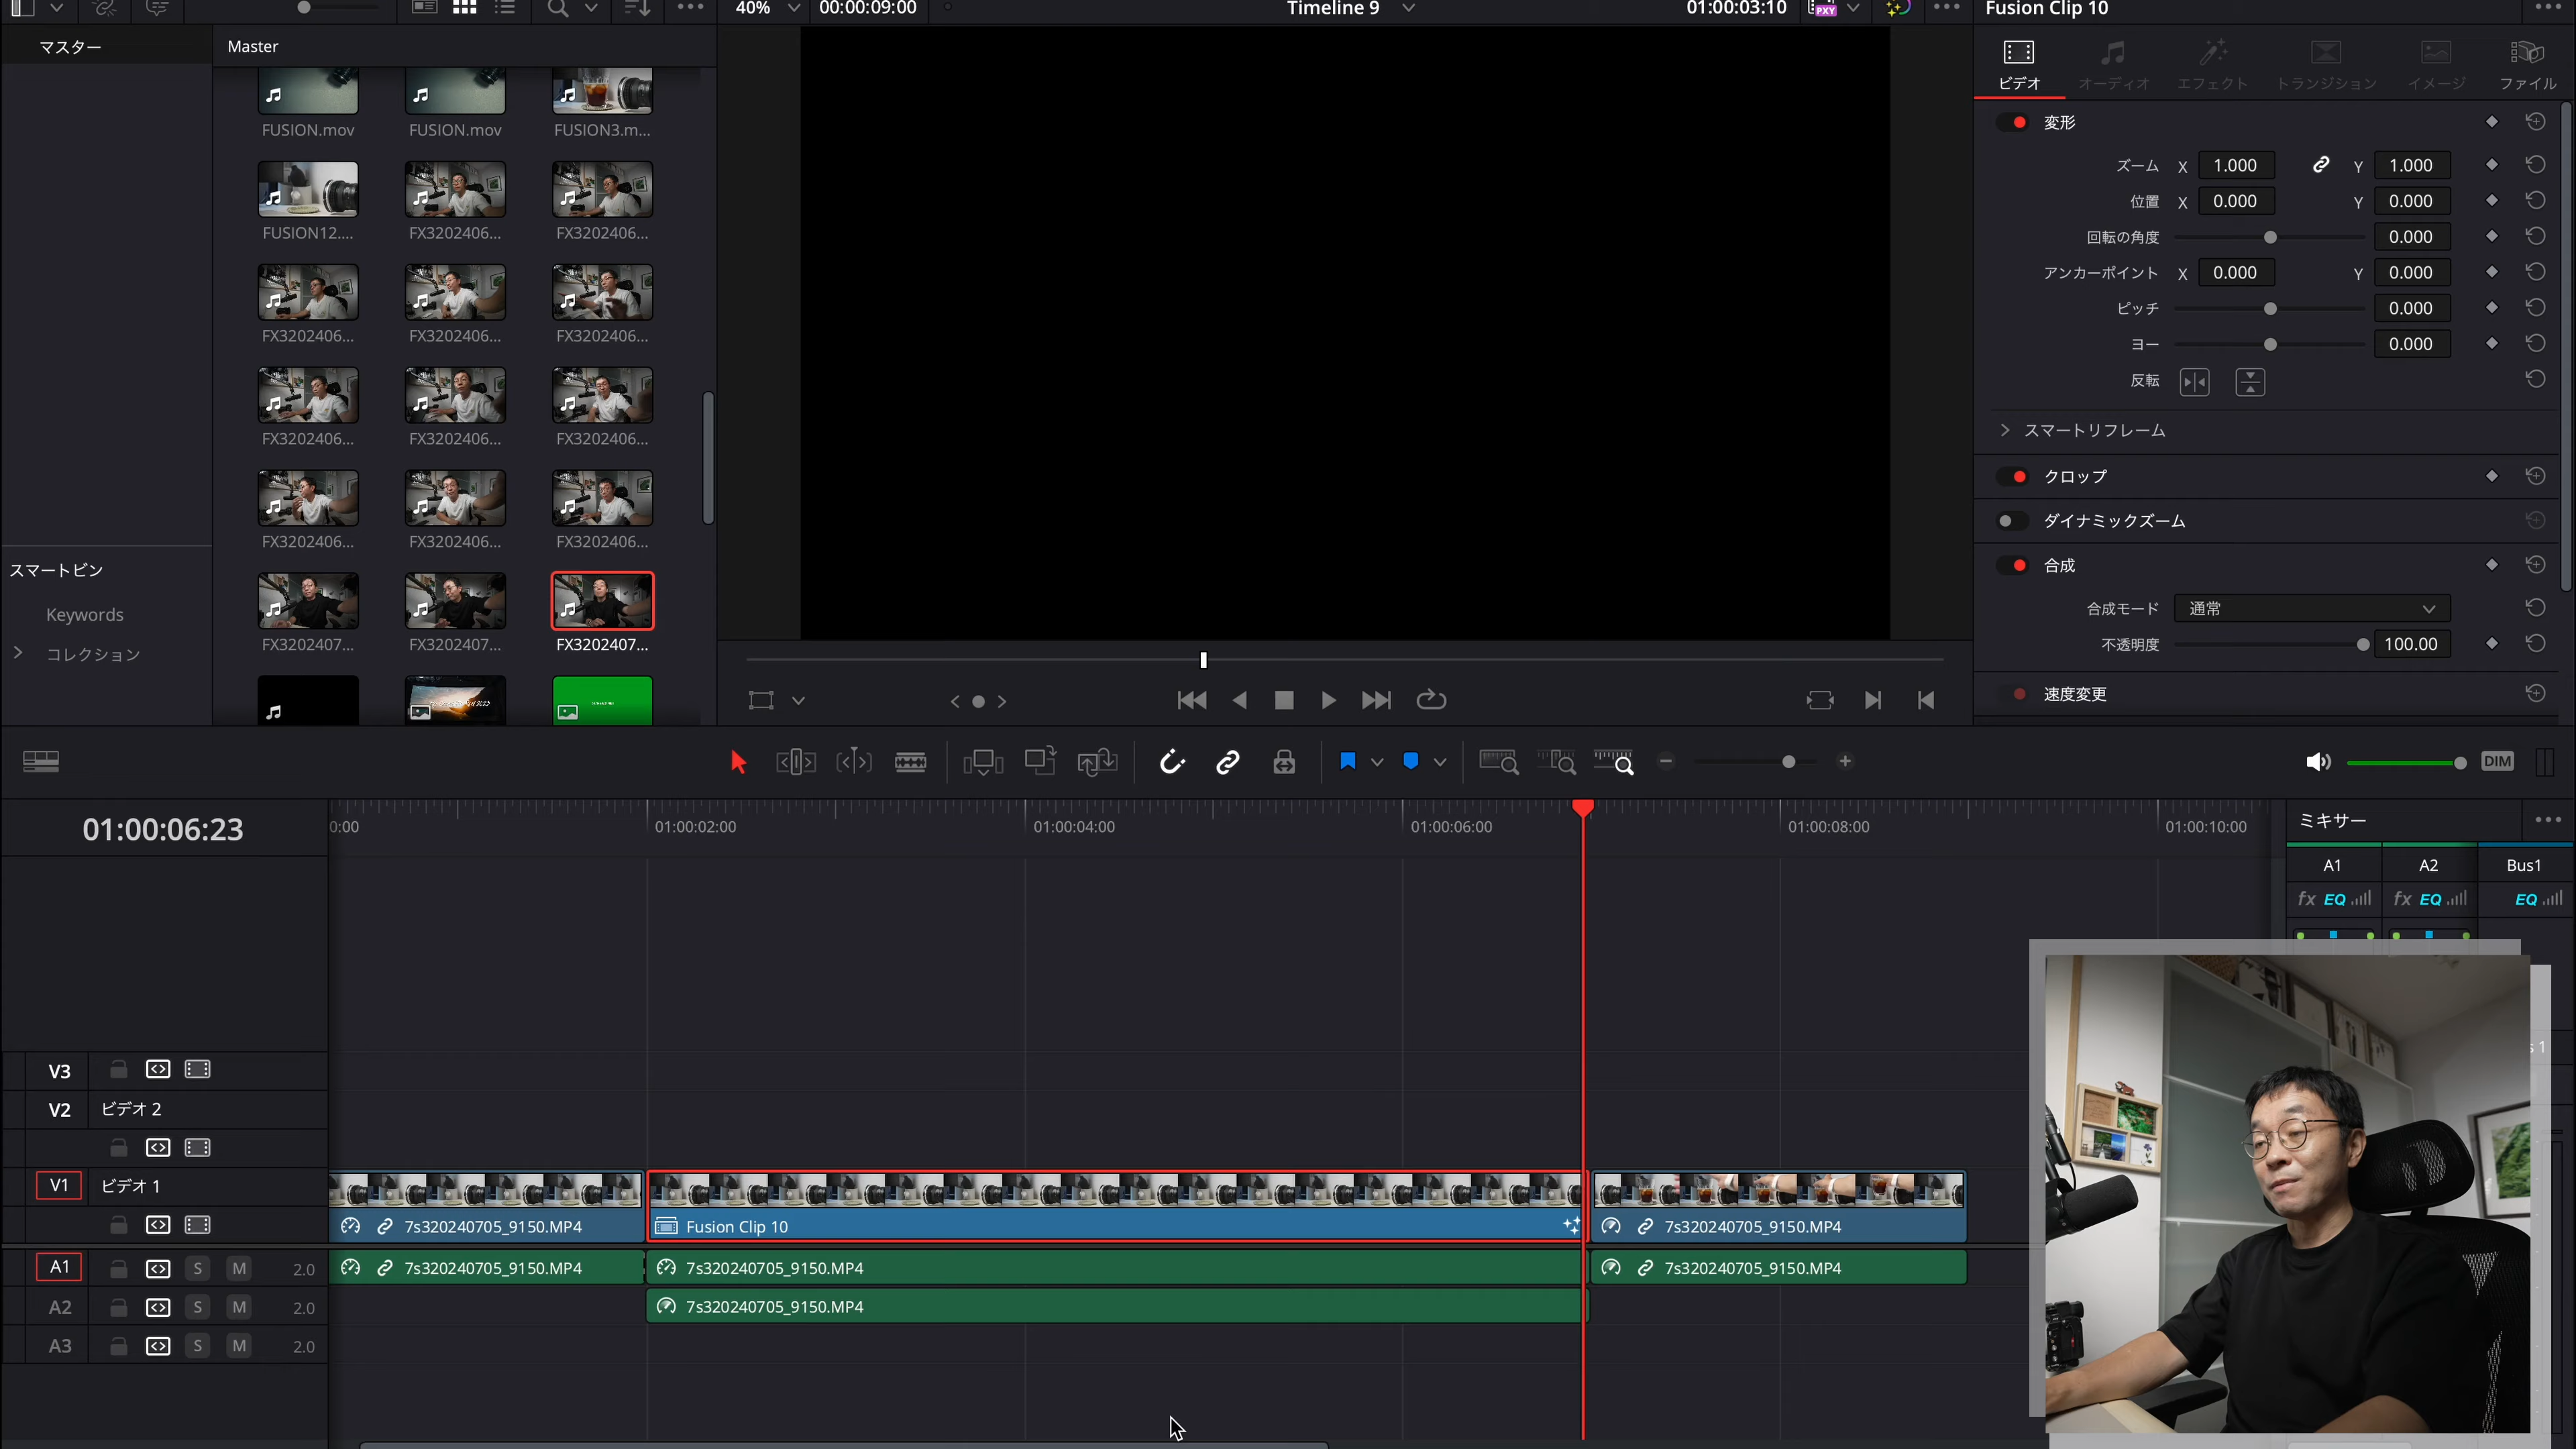 40%
00:00:09:00
Timeline 9
01:00:03:10
PXY
Fusion Clip 10
マスター
Master
ビデオ
オーディオ
エフェクト
トランジション
イメージ
ファイル
FUSION.mov
FUSION.mov
FUSION3.m...
FUSION12....
FX3202406...
FX3202406...
FX3202406...
FX3202406...
FX3202406...
FX3202406...
FX3202406...
FX3202406...
FX3202406...
FX3202406...
FX3202406...
FX3202407...
FX3202407...
FX3202407...
スマートビン
Keywords
コレクション
変形
ズーム X 1.000 Y 1.000
位置 X 0.000 Y 0.000
回転の角度 0.000
アンカーポイント X 0.000 Y 0.000
ピッチ 0.000
ヨー 0.000
反転
スマートリフレーム
クロップ
ダイナミックズーム
合成
合成モード 通常
不透明度 100.00
速度変更
DIM
01:00:06:23
0:00
01:00:02:00
01:00:04:00
01:00:06:00
01:00:08:00
01:00:10:00
ミキサー
A1 A2 Bus1
fx EQ fx EQ EQ
s 1
V3
V2 ビデオ 2
V1 ビデオ 1
7s320240705_9150.MP4
Fusion Clip 10
7s320240705_9150.MP4
A1 S M 2.0
7s320240705_9150.MP4
7s320240705_9150.MP4
7s320240705_9150.MP4
A2 S M 2.0
7s320240705_9150.MP4
A3 S M 2.0